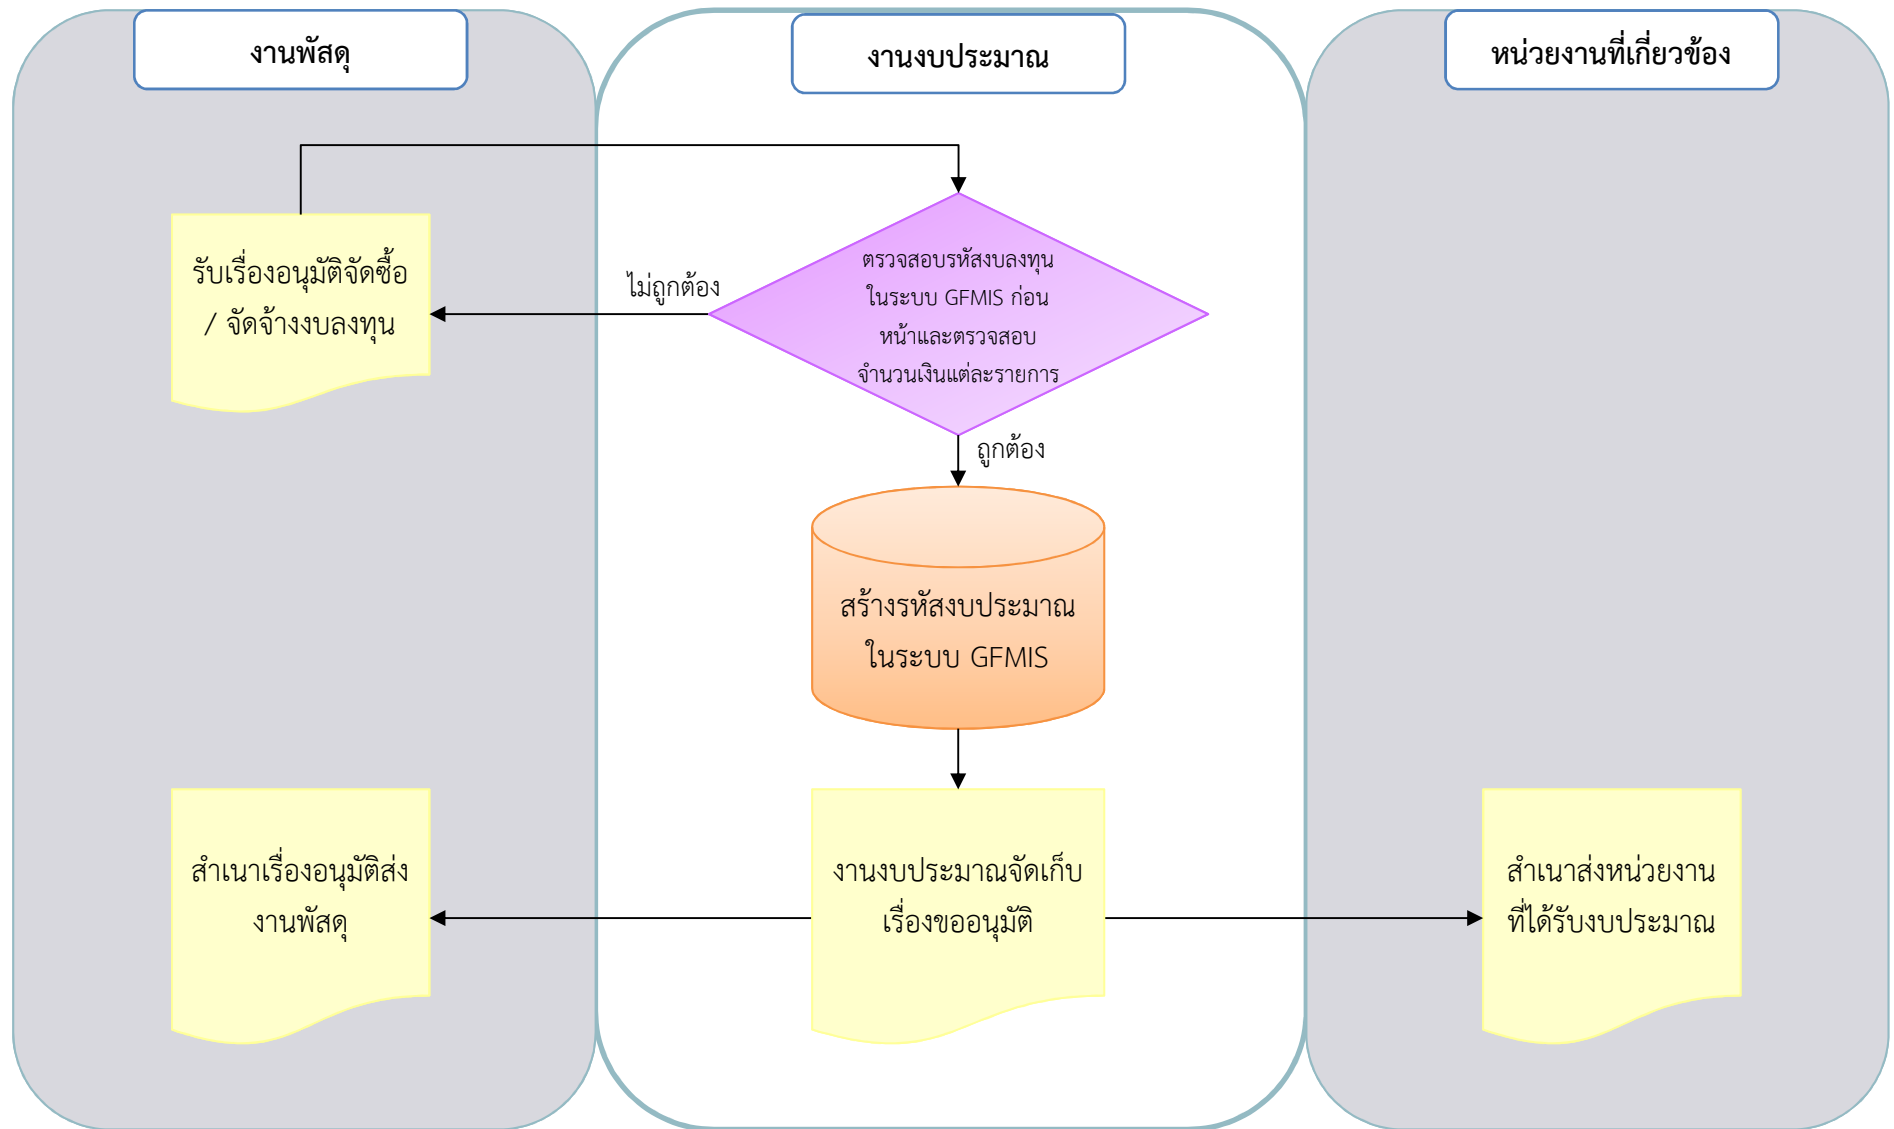 งานพัสดุ
งานงบประมาณ
หน่วยงานที่เกี่ยวข้อง
รับเรื่องอนุมัติจัดซื้อ
/ จัดจ้างงบลงทุน
ไม่ถูกต้อง
ตรวจสอบรหัสงบลงทุน
ในระบบ GFMIS ก่อน
หน้าและตรวจสอบ
จำนวนเงินแต่ละรายการ
ถูกต้อง
สร้างรหัสงบประมาณ
ในระบบ GFMIS
สำเนาเรื่องอนุมัติส่ง
งานพัสดุ
งานงบประมาณจัดเก็บ
เรื่องขออนุมัติ
สำเนาส่งหน่วยงาน
ที่ได้รับงบประมาณ